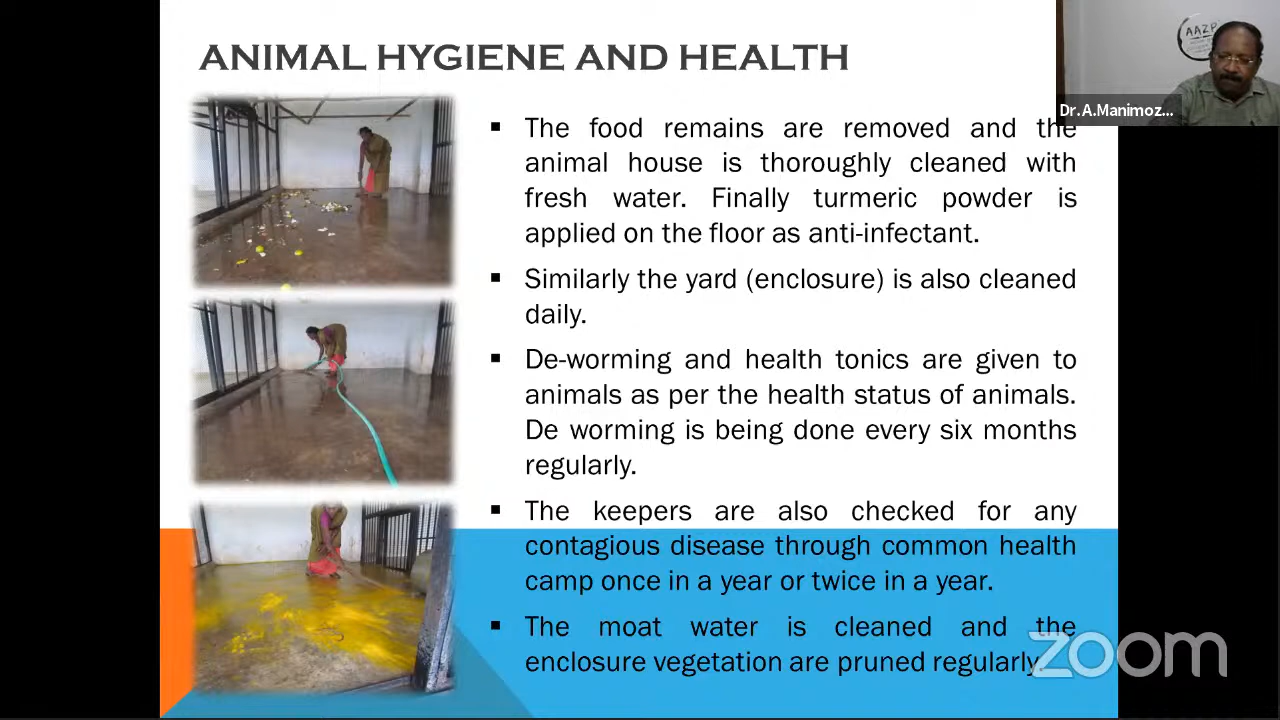 ANIMAL HYGIENE AND HEALTH
AAZP
Dr.A.Manimoz...
▪ The food remains are removed and the
animal house is thoroughly cleaned with
fresh water. Finally turmeric powder is
applied on the floor as anti-infectant.
▪ Similarly the yard (enclosure) is also cleaned
daily.
▪ De-worming and health tonics are given to
animals as per the health status of animals.
De worming is being done every six months
regularly.
▪ The keepers are also checked for any
contagious disease through common health
camp once in a year or twice in a year.
▪ The moat water is cleaned and the
enclosure vegetation are pruned regularly.
zoom